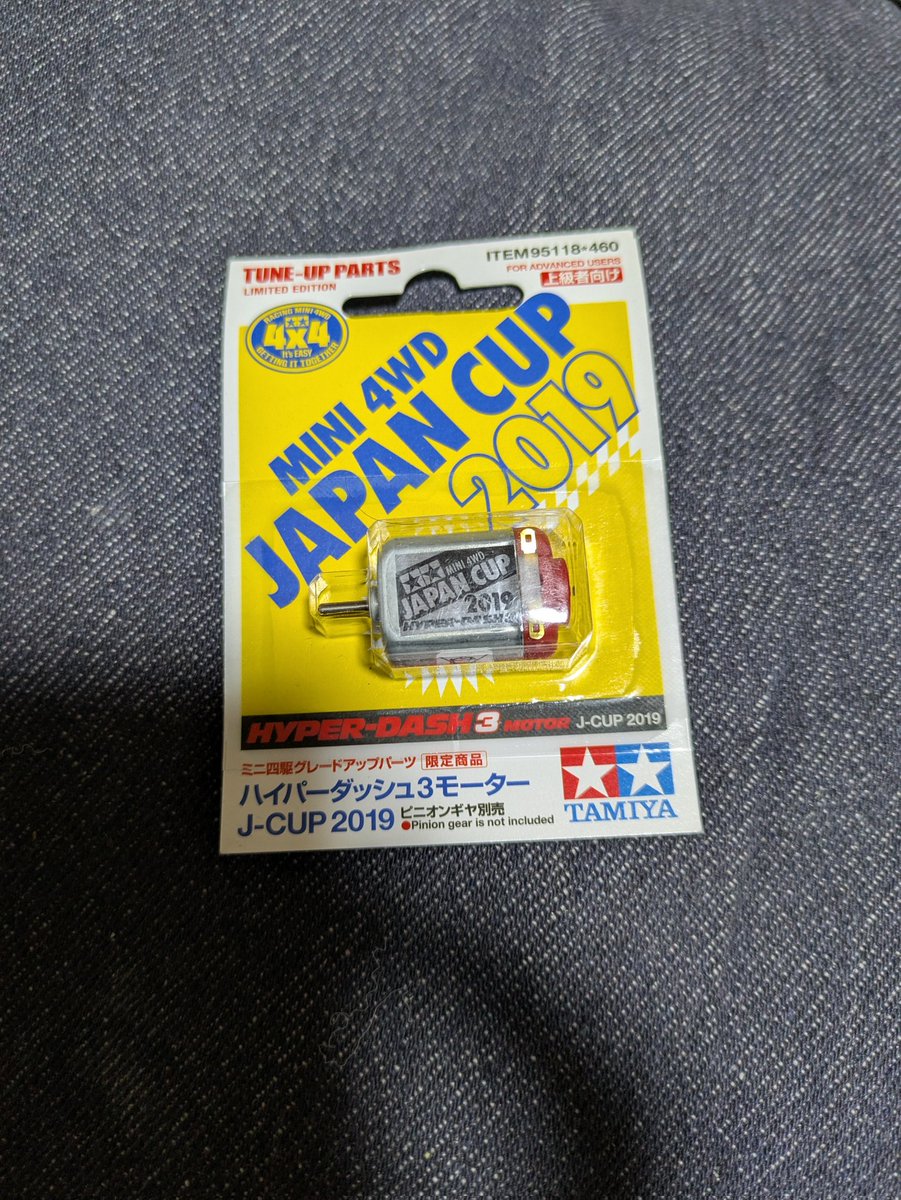 TUNE-UP PARTS
LIMITED EDITION
ITEM95118*460
FOR ADVANCED USERS
上級者向け
RACING MINI 4WD
4x4
It's EASY
GETTING IT TOGETHER
MINI 4WD
JAPAN CUP
2019
MINI 4WD
JAPAN CUP
2019
HYPER-DASH 3
HYPER-DASH3 MOTOR J-CUP 2019
ミニ四駆グレードアップパーツ 限定商品
ハイパーダッシュ3モーター
J-CUP 2019 ピニオンギヤ別売
●Pinion gear is not included
TAMIYA